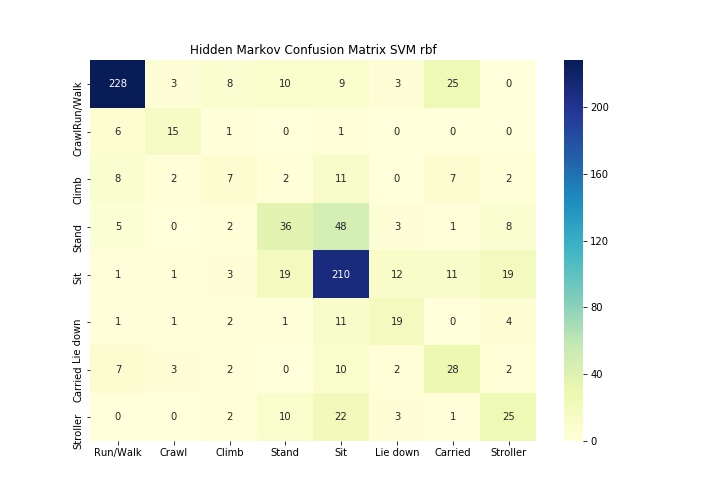 Hidden Markov Confusion Matrix SVM rbf
Run/Walk 228 3 8 10 9 3 25 0
Crawl 6 15 1 0 1 0 0 0
Climb 8 2 7 2 11 0 7 2
Stand 5 0 2 36 48 3 1 8
Sit 1 1 3 19 210 12 11 19
Lie down 1 1 2 1 11 19 0 4
Carried 7 3 2 0 10 2 28 2
Stroller 0 0 2 10 22 3 1 25
Run/Walk Crawl Climb Stand Sit Lie down Carried Stroller
200
160
120
80
40
0